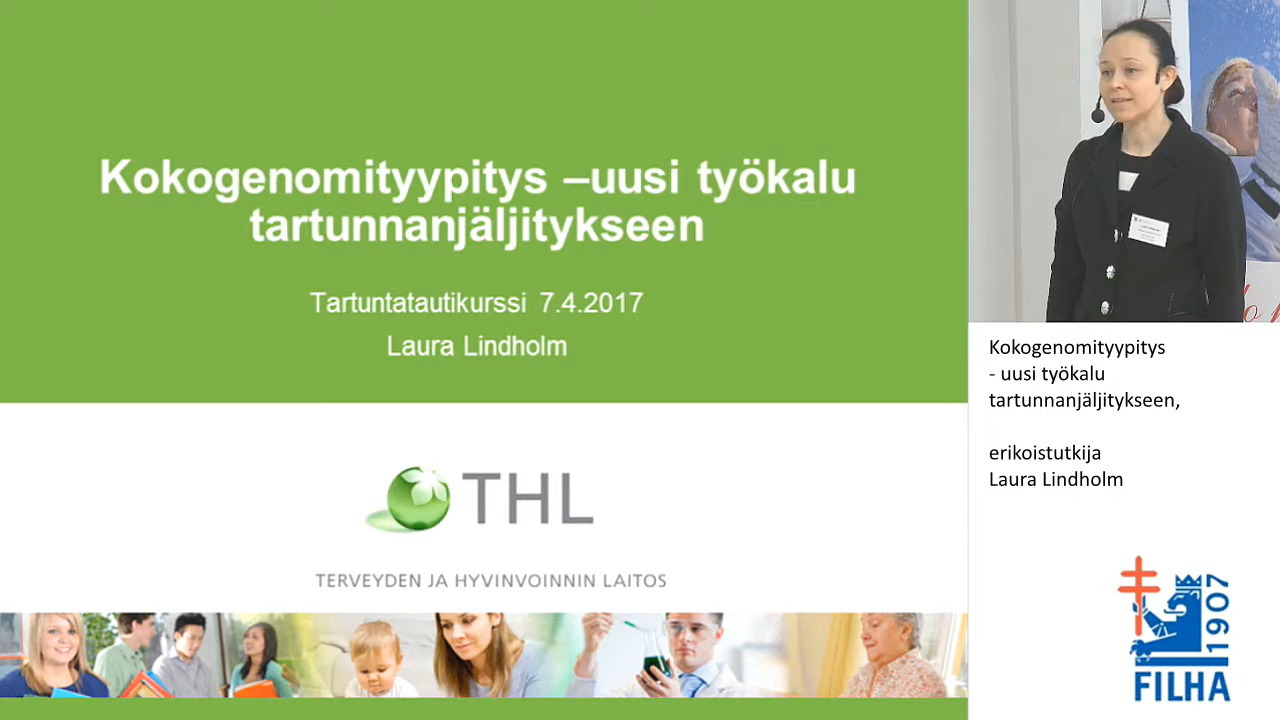 Kokogenomityypitys –uusi työkalu
tartunnanjäljitykseen
Tartuntatautikurssi 7.4.2017
Laura Lindholm
THL
TERVEYDEN JA HYVINVOINNIN LAITOS
Kokogenomityypitys
- uusi työkalu
tartunnanjäljitykseen,
erikoistutkija
Laura Lindholm
1907
FILHA